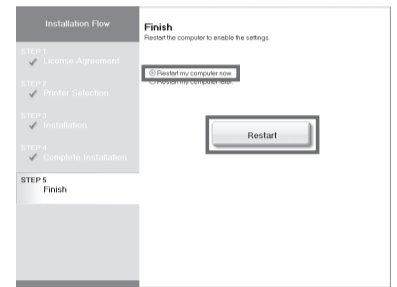 Installation Flow
STEP 1
License Agreement
STEP 2
Printer Selection
STEP 3
Installation
STEP 4
Complete Installation
STEP 5
Finish
Finish
Restart the computer to enable the settings.
Restart my computer now.
Restart my computer later.
Restart